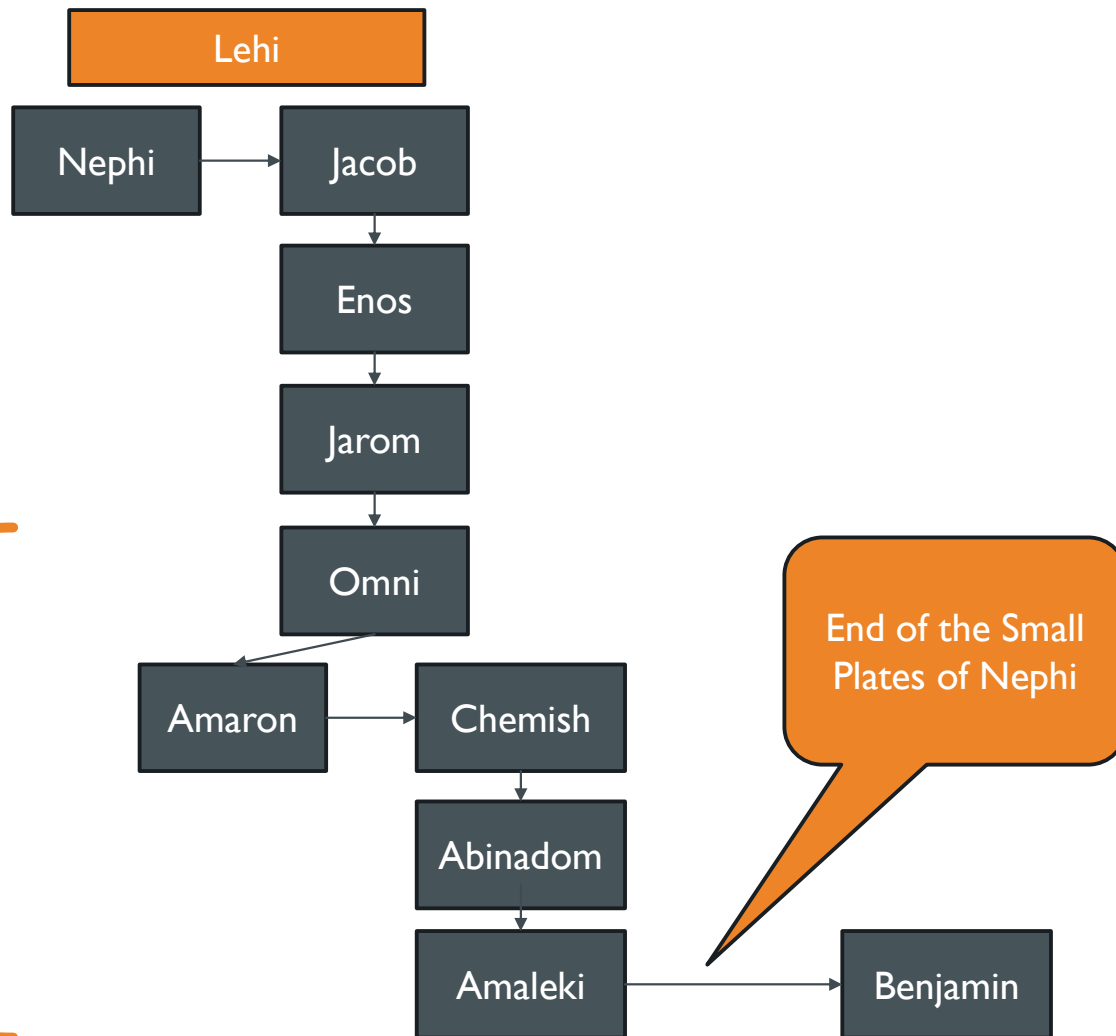 Lehi
Nephi
Jacob
Enos
Jarom
Omni
End of the Small
Plates of Nephi
Amaron
Chemish
Abinadom
Amaleki
Benjamin